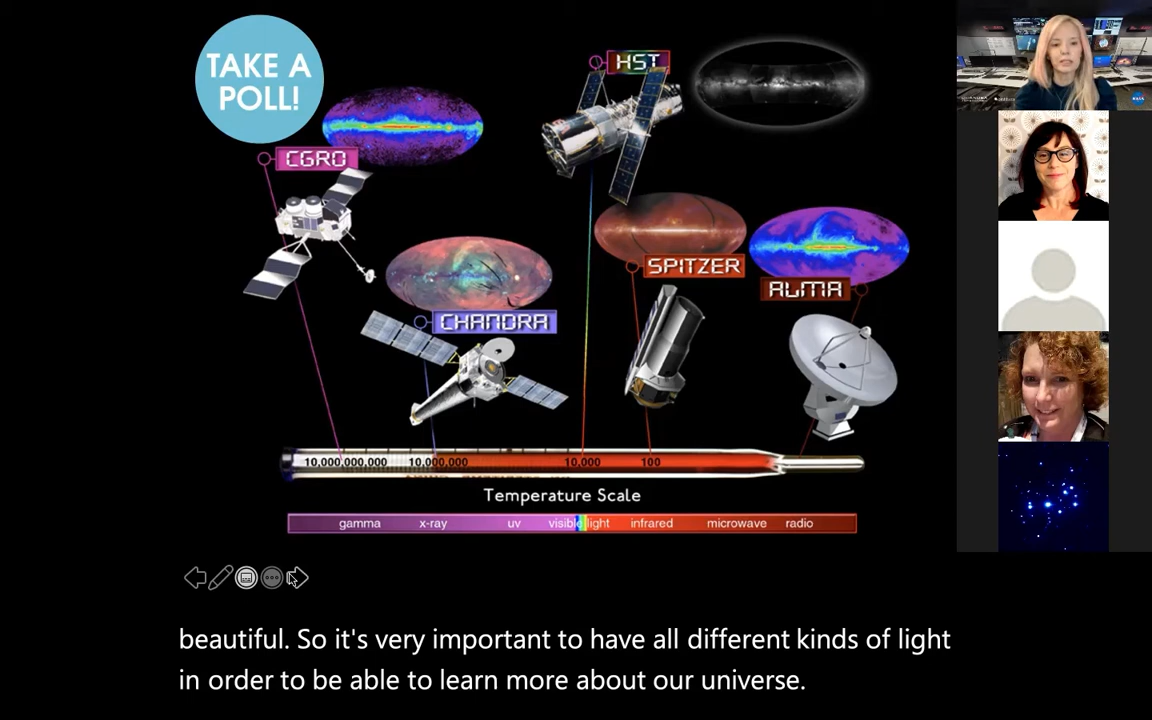 TAKE A
POLL!
HST
CGRO
SPITZER
ALMA
CHANDRA
10,000,000,000 10,000,000 10,000 100
Temperature Scale
gamma x-ray uv visible light infrared microwave radio
beautiful. So it's very important to have all different kinds of light
in order to be able to learn more about our universe.